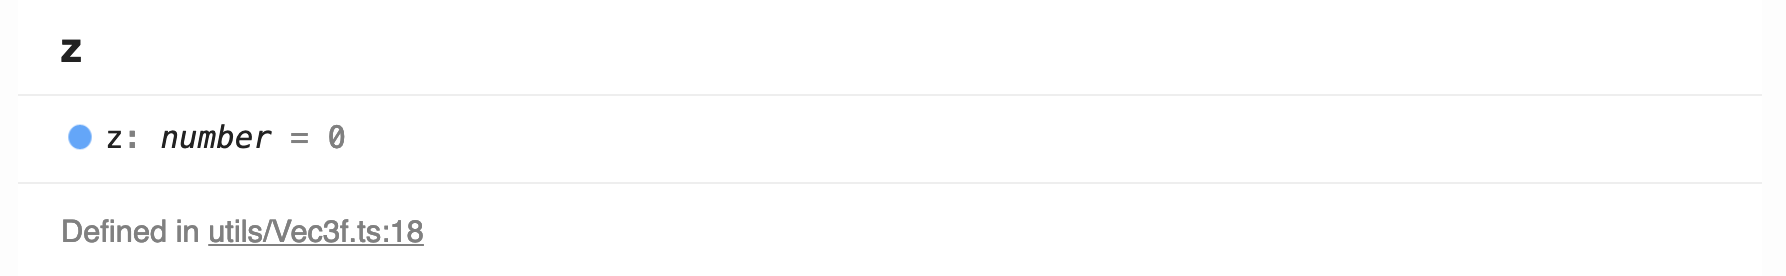 z
z: number = 0
Defined in utils/Vec3f.ts:18